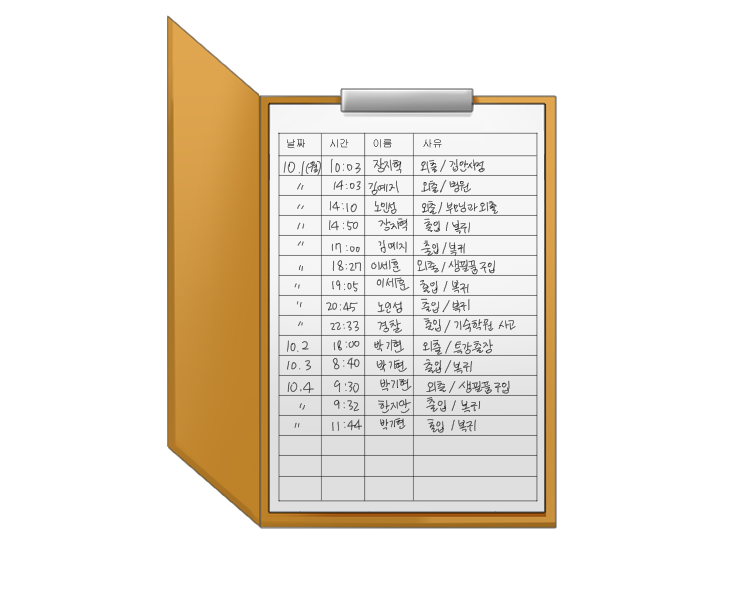 날짜 시간 이름 사유
10.1(월) 10:03 장지혁 외출 / 집안사정
〃 14:03 김예지 외출 / 병원
〃 14:10 노민섬 외출 / 부모님과 외출
〃 14:50 장지혁 출입 / 복귀
〃 17:00 김예지 출입 / 복귀
〃 18:27 이세훈 외출 / 생필품 구입
〃 19:05 이세훈 출입 / 복귀
〃 20:45 노민섬 출입 / 복귀
〃 22:33 경찰 출입 / 기숙학원 사고
10.2 18:00 박기현 외출 / 특강출장
10.3 8:40 박기현 출입 / 복귀
10.4 9:30 박기현 외출 / 생필품 구입
〃 9:32 한지안 출입 / 복귀
〃 11:44 박기현 출입 / 복귀